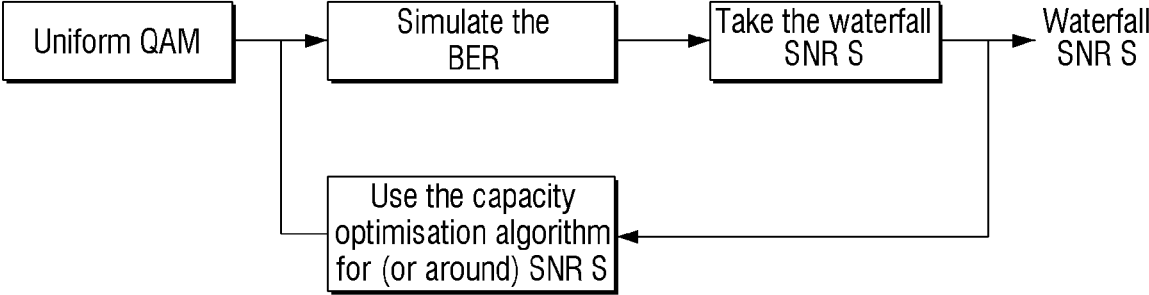 Uniform QAM
Simulate the
BER
Take the waterfall
SNR S
Waterfall
SNR S
Use the capacity
optimisation algorithm
for (or around) SNR S